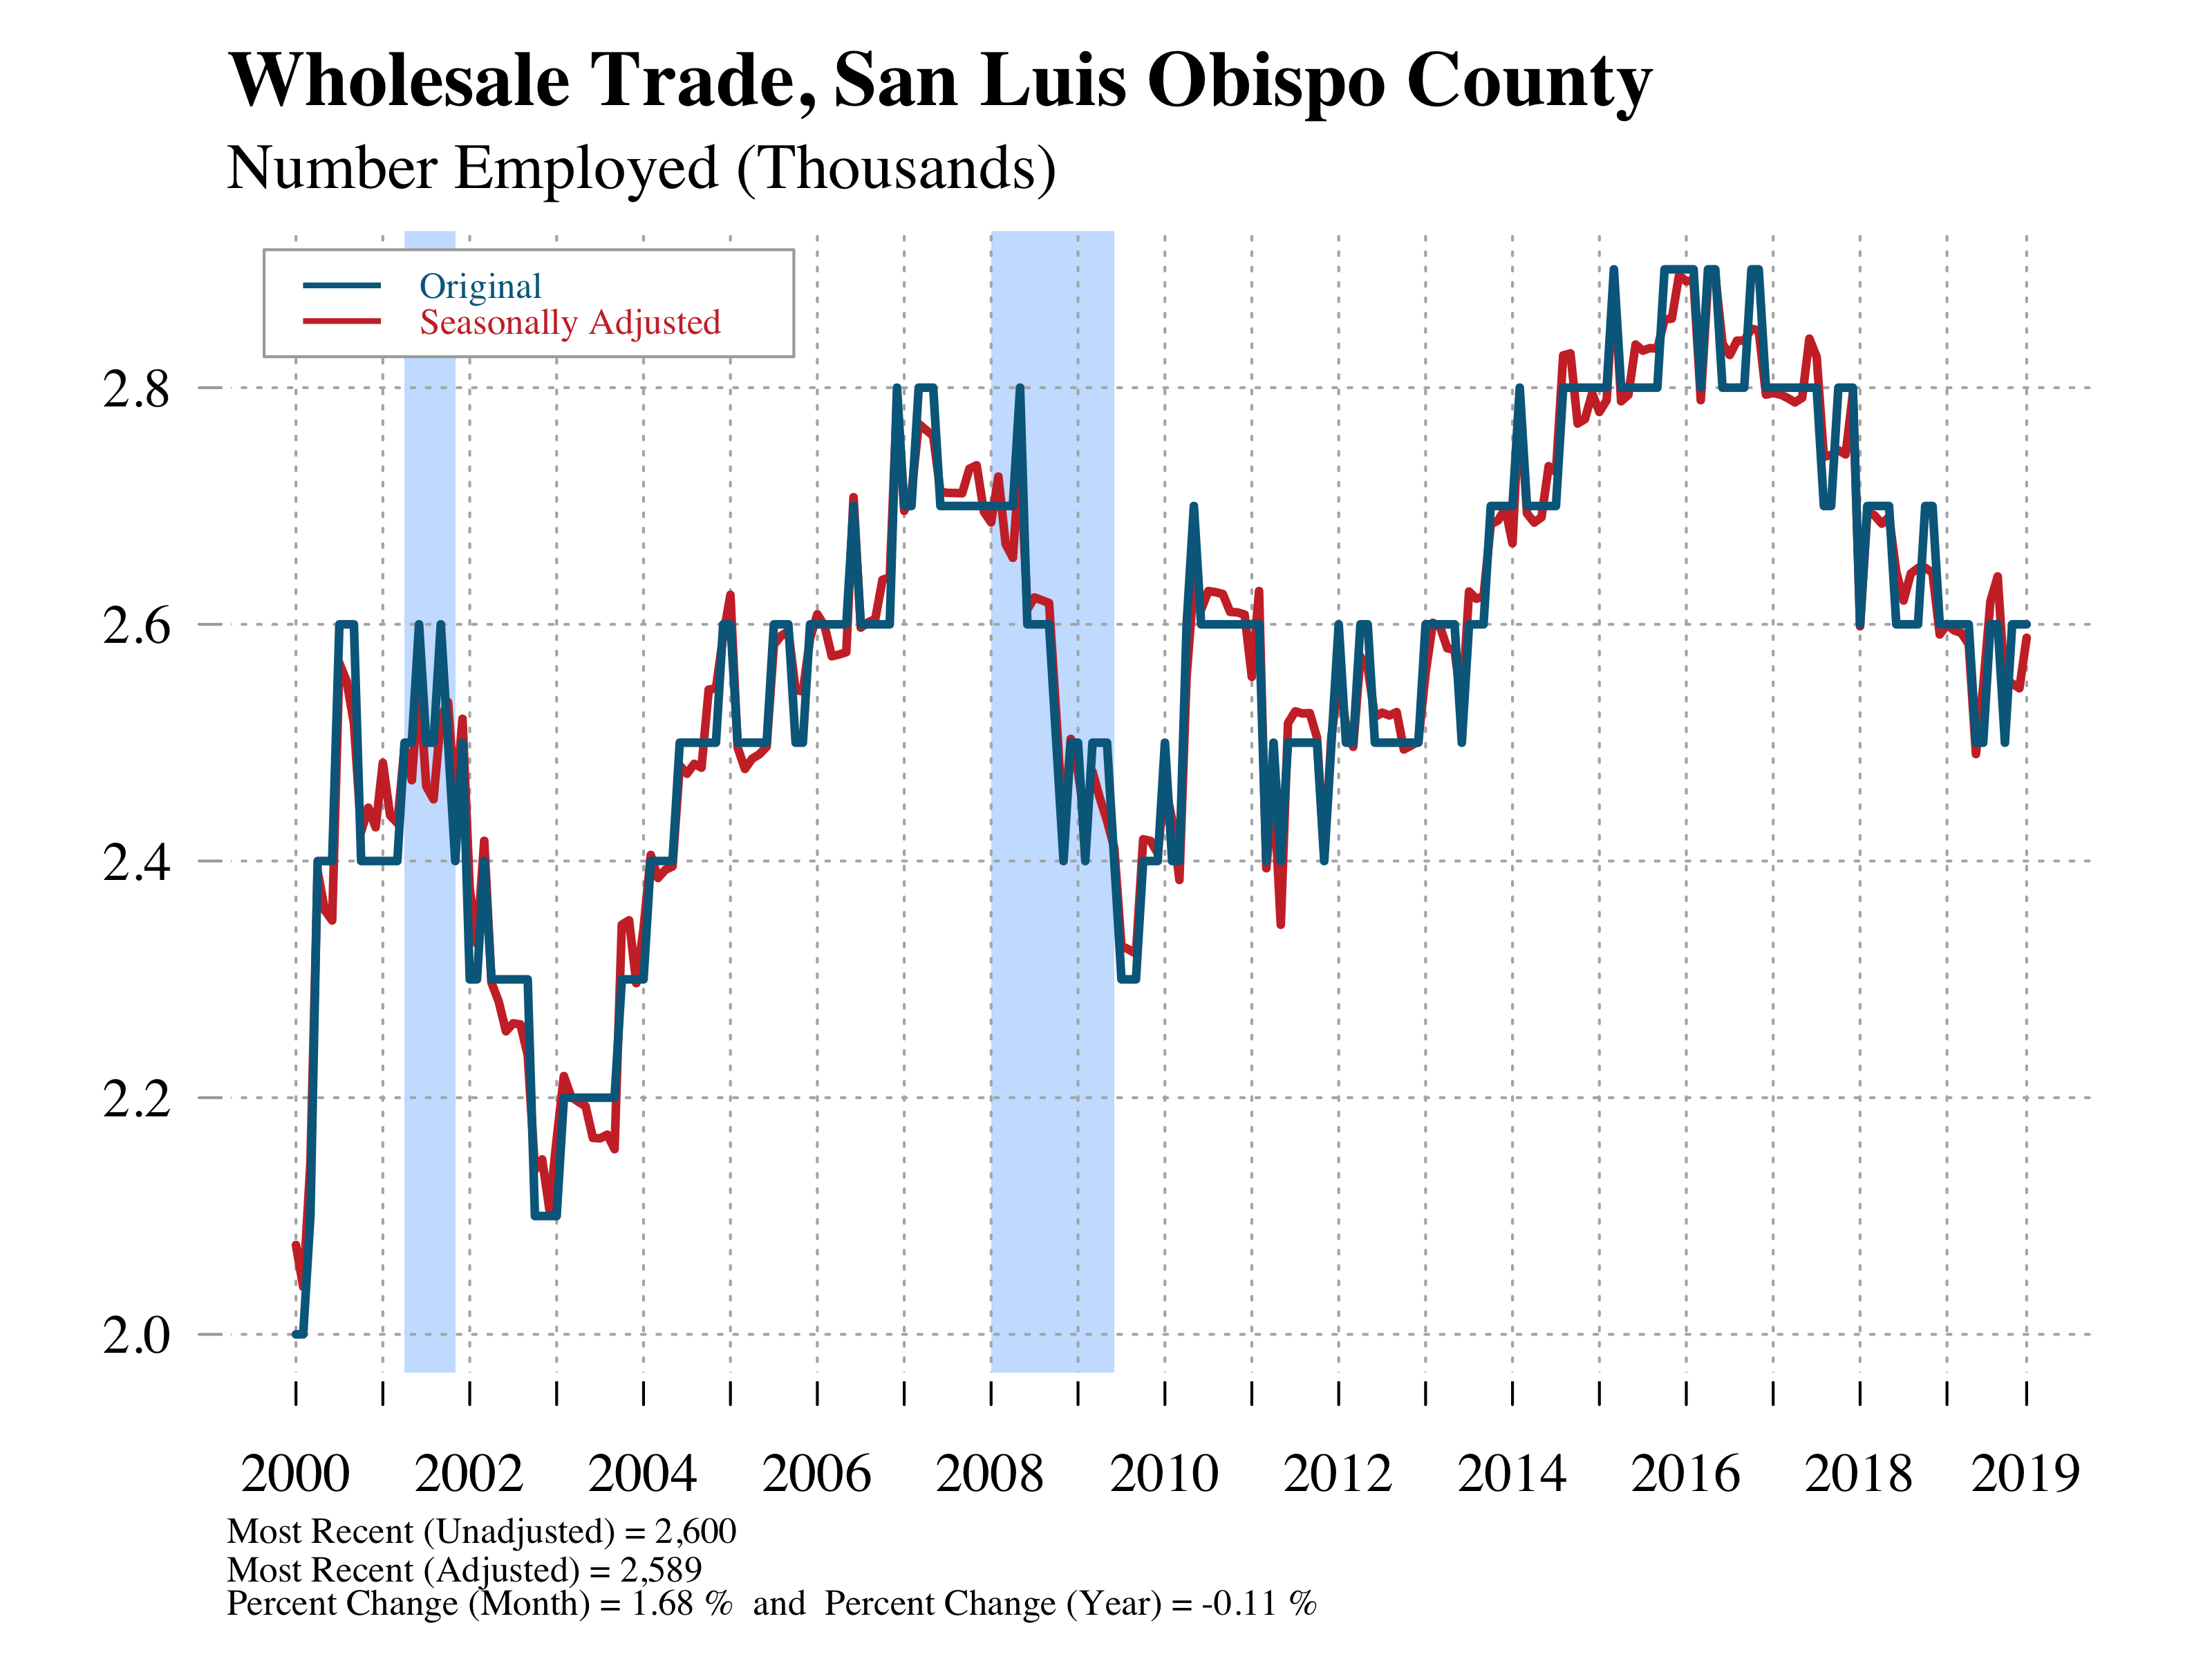 Wholesale Trade, San Luis Obispo County
Number Employed (Thousands)
Original
Seasonally Adjusted
2.8
2.6
2.4
2.2
2.0
2000 2002 2004 2006 2008 2010 2012 2014 2016 2018 2019
Most Recent (Unadjusted) = 2,600
Most Recent (Adjusted) = 2,589
Percent Change (Month) = 1.68 % and Percent Change (Year) = -0.11 %